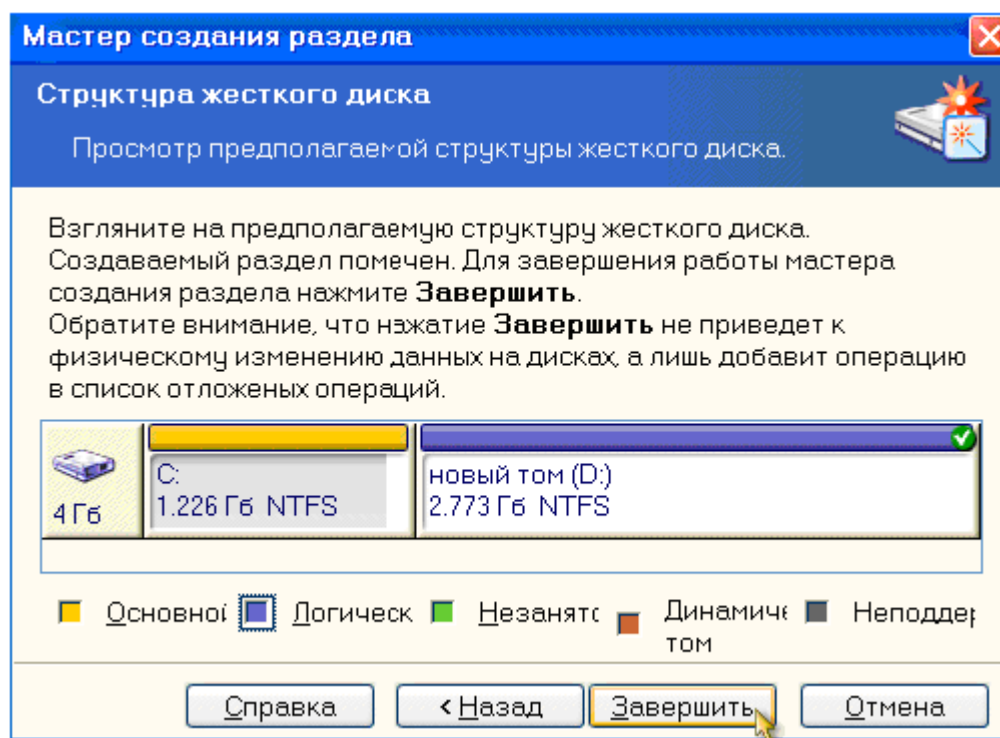 Мастер создания раздела
Структура жесткого диска
Просмотр предполагаемой структуры жесткого диска.
Взгляните на предполагаемую структуру жесткого диска.
Создаваемый раздел помечен. Для завершения работы мастера
создания раздела нажмите Завершить.
Обратите внимание, что нажатие Завершить не приведет к
физическому изменению данных на дисках, а лишь добавит операцию
в список отложеных операций.
4 Гб
C:
1.226 Гб NTFS
новый том (D:)
2.773 Гб NTFS
Основной Логическ Незанято Динамиче том Неподдер
Справка < Назад Завершить Отмена